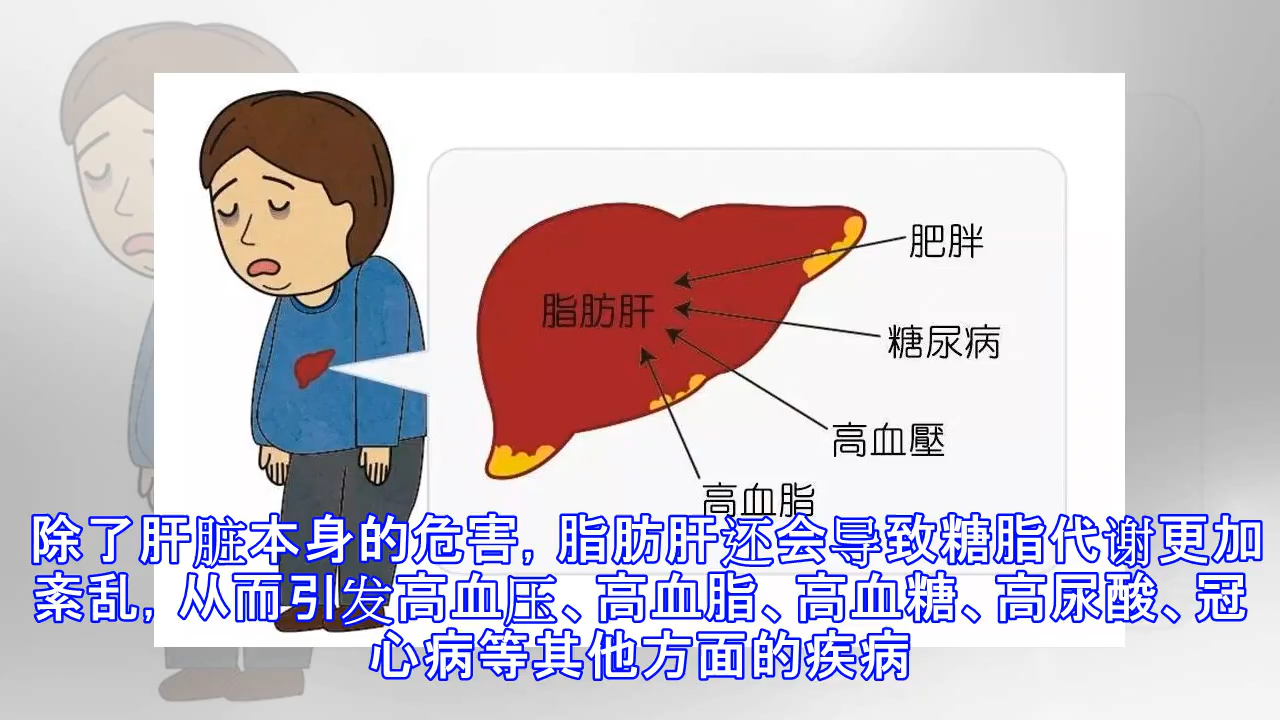 肥胖
脂肪肝
糖尿病
高血壓
高血脂
除了肝脏本身的危害,脂肪肝还会导致糖脂代谢更加
紊乱,从而引发高血压、高血脂、高血糖、高尿酸、冠
心病等其他方面的疾病